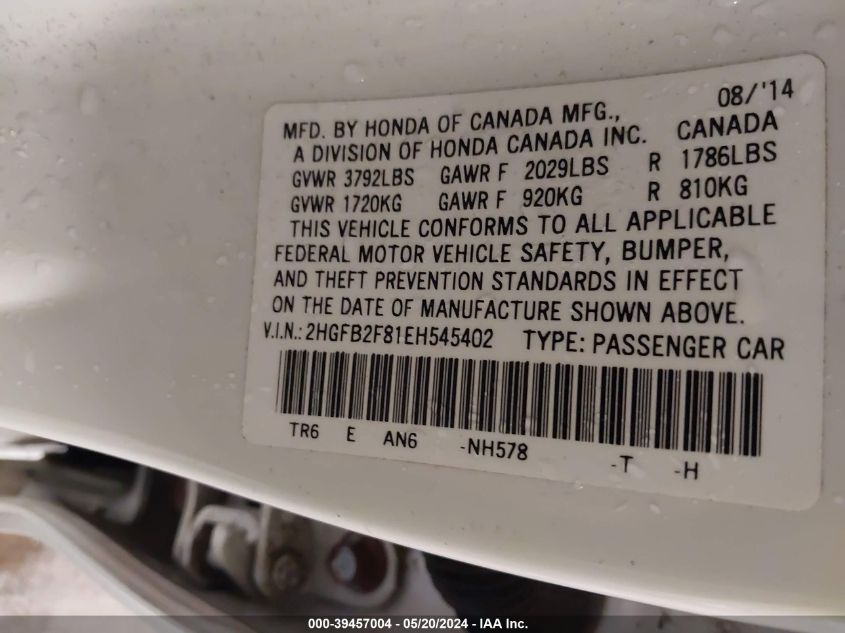 08/'14
MFD. BY HONDA OF CANADA MFG.,
A DIVISION OF HONDA CANADA INC. CANADA
GVWR 3792LBS GAWR F 2029LBS R 1786LBS
GVWR 1720KG GAWR F 920KG R 810KG
THIS VEHICLE CONFORMS TO ALL APPLICABLE
FEDERAL MOTOR VEHICLE SAFETY, BUMPER,
AND THEFT PREVENTION STANDARDS IN EFFECT
ON THE DATE OF MANUFACTURE SHOWN ABOVE.
V.I.N.: 2HGFB2F81EH545402 TYPE: PASSENGER CAR
TR6 E AN6 -NH578 -T -H
000-39457004 - 05/20/2024 - IAA Inc.